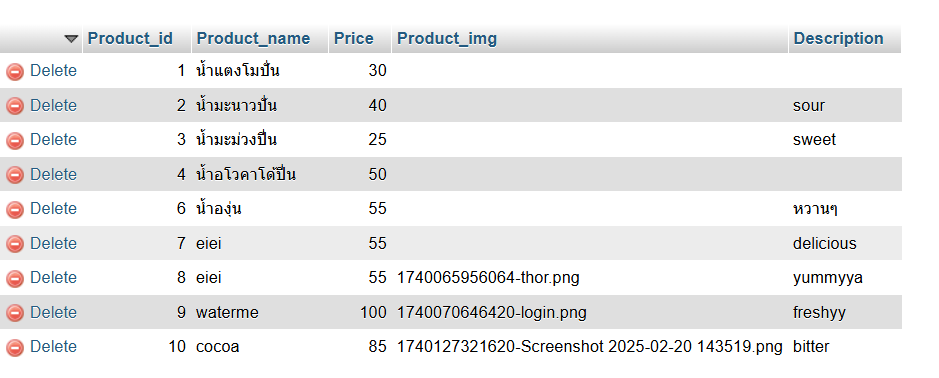 Product_id Product_name Price Product_img Description
Delete 1 น้ำแตงโมปั่น 30
Delete 2 น้ำมะนาวปั่น 40 sour
Delete 3 น้ำมะม่วงปั่น 25 sweet
Delete 4 น้ำอโวคาโด้ปั่น 50
Delete 6 น้ำองุ่น 55 หวานๆ
Delete 7 eiei 55 delicious
Delete 8 eiei 55 1740065956064-thor.png yummyya
Delete 9 waterme 100 1740070646420-login.png freshyy
Delete 10 cocoa 85 1740127321620-Screenshot 2025-02-20 143519.png bitter